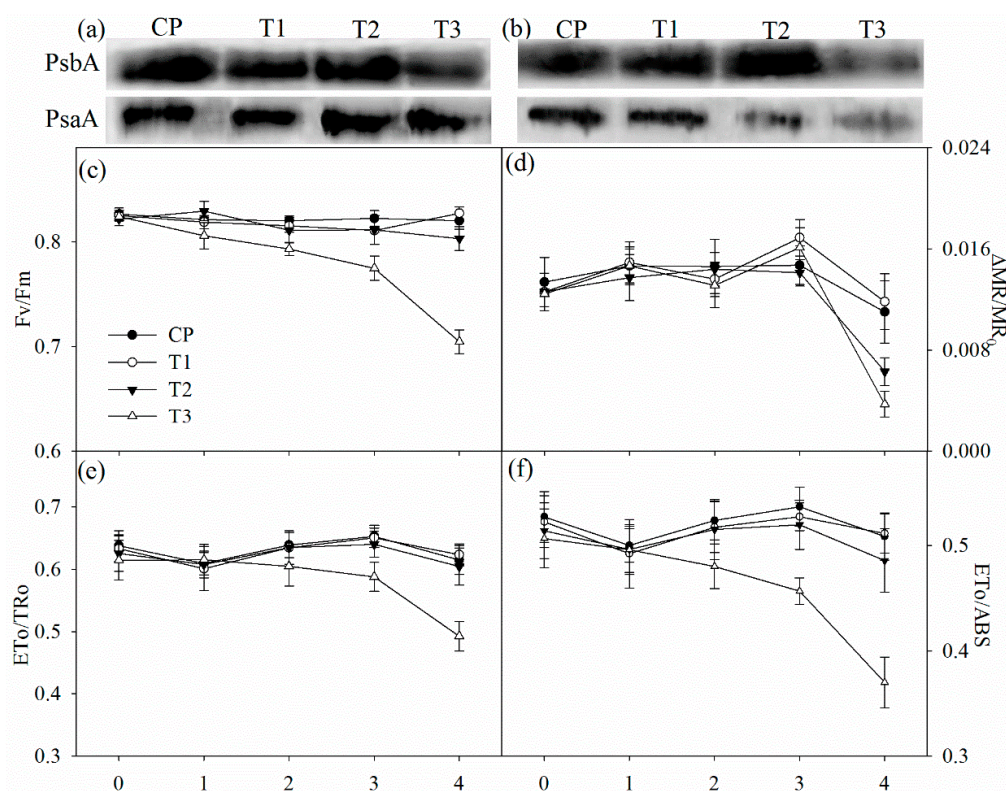 (a) CP T1 T2 T3 (b) CP T1 T2 T3
PsbA
PsaA
(c) (d) 0.024
0.8 0.016
Fv/Fm ΔMR/MR₀
CP
0.7 0.008
T1
T2
T3
0.6 0.000
(e) (f)
0.7
0.6 0.5
ETo/TRo ETo/ABS
0.5
0.4 0.4
0.3 0.3
0 1 2 3 4 0 1 2 3 4